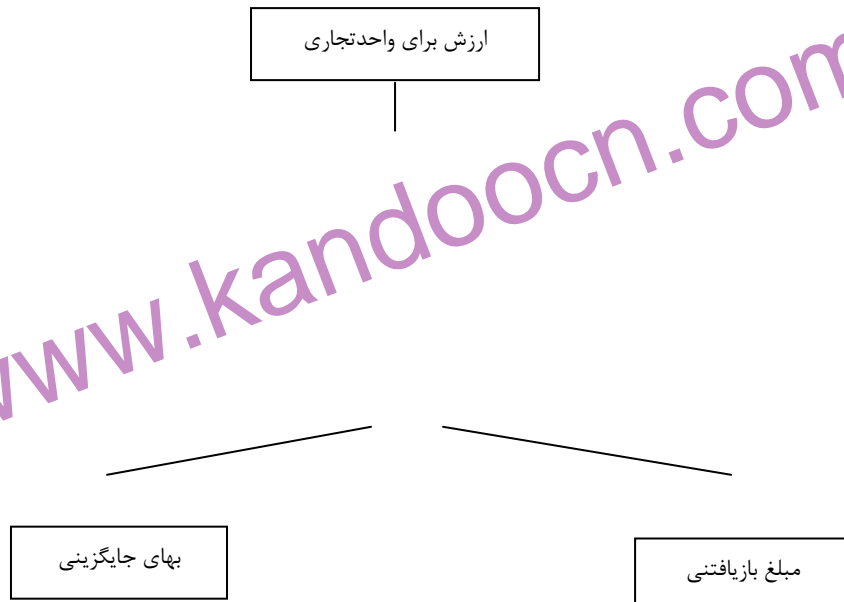 ارزش برای واحدتجاری
www.kandoocn.com
مبلغ بازیافتنی
بهای جایگزینی